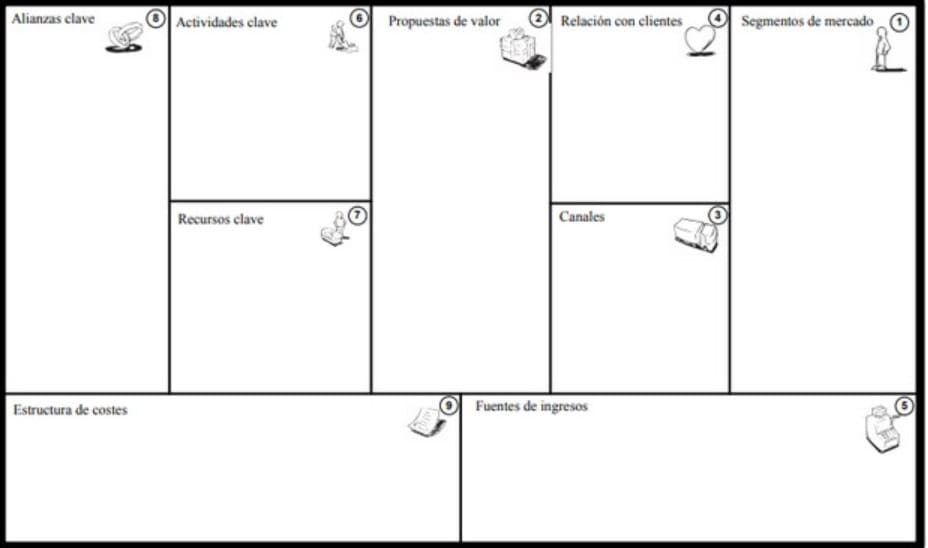 Alianzas clave
8
Actividades clave
6
Propuestas de valor
2
Relación con clientes
4
Segmentos de mercado
1
Recursos clave
7
Canales
3
Estructura de costes
9
Fuentes de ingresos
5